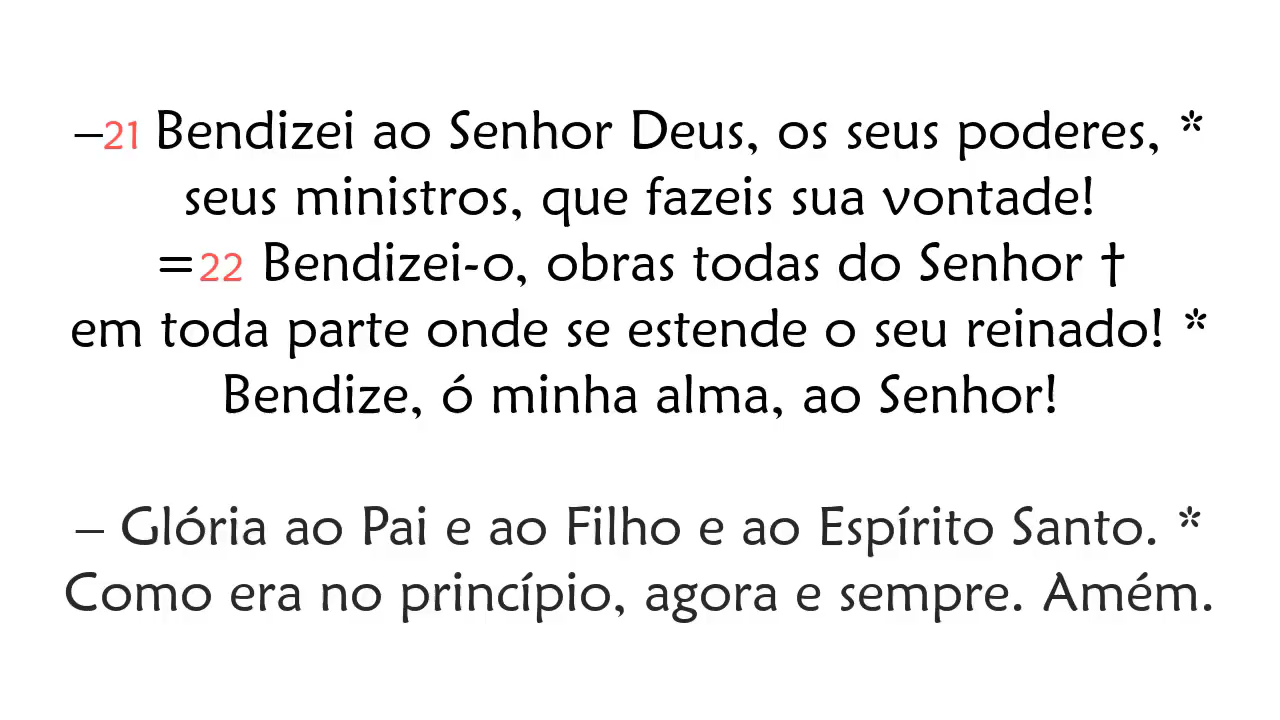 –21 Bendizei ao Senhor Deus, os seus poderes, *
seus ministros, que fazeis sua vontade!
=22 Bendizei-o, obras todas do Senhor †
em toda parte onde se estende o seu reinado! *
Bendize, ó minha alma, ao Senhor!
– Glória ao Pai e ao Filho e ao Espírito Santo. *
Como era no princípio, agora e sempre. Amém.